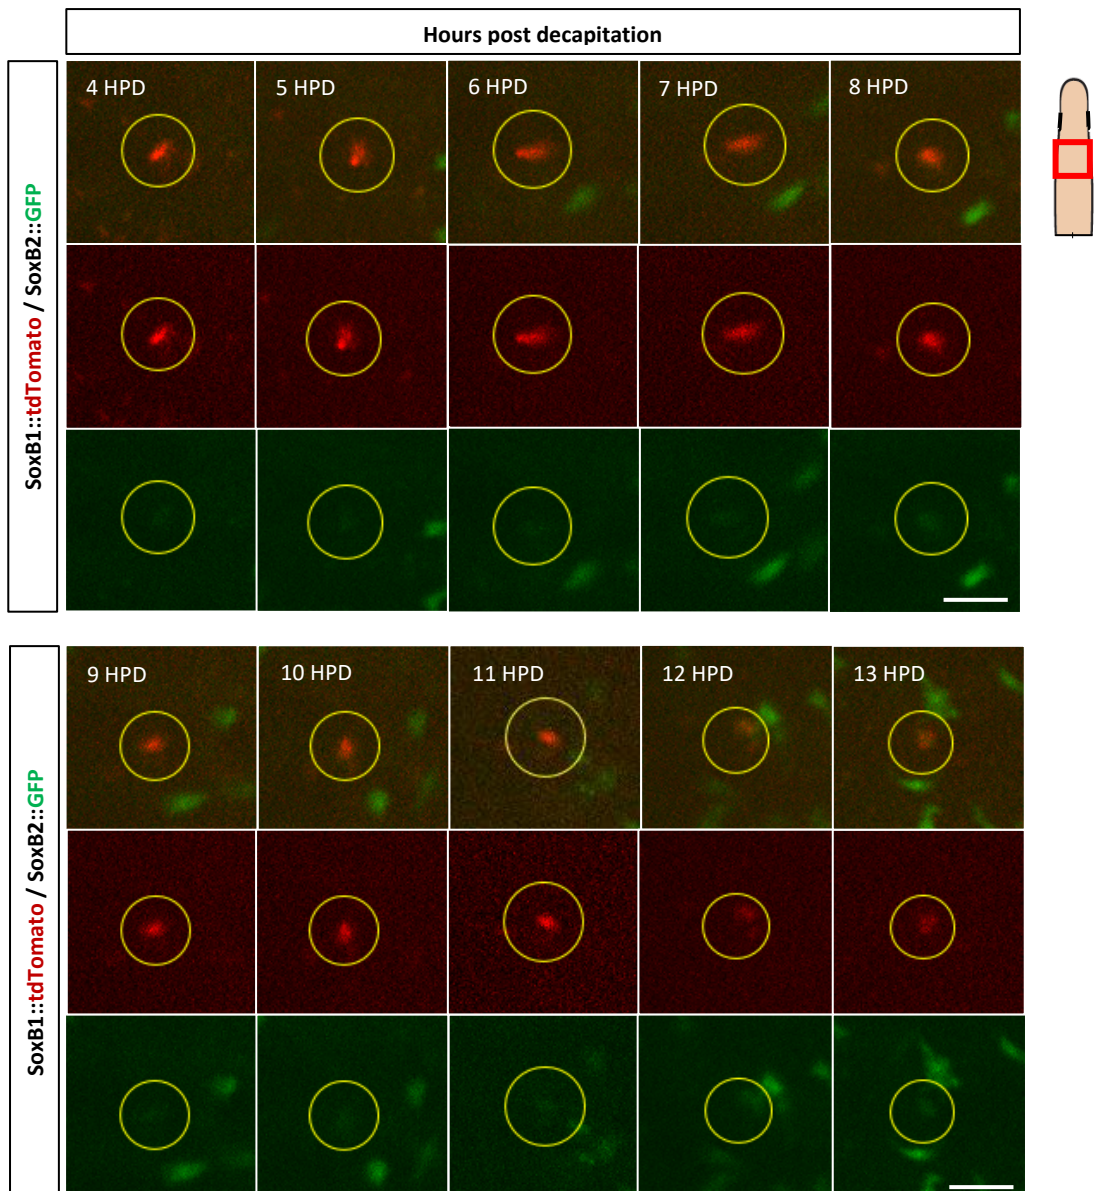 Hours post decapitation
SoxB1::tdTomato / SoxB2::GFP
4 HPD
5 HPD
6 HPD
7 HPD
8 HPD
SoxB1::tdTomato / SoxB2::GFP
9 HPD
10 HPD
11 HPD
12 HPD
13 HPD